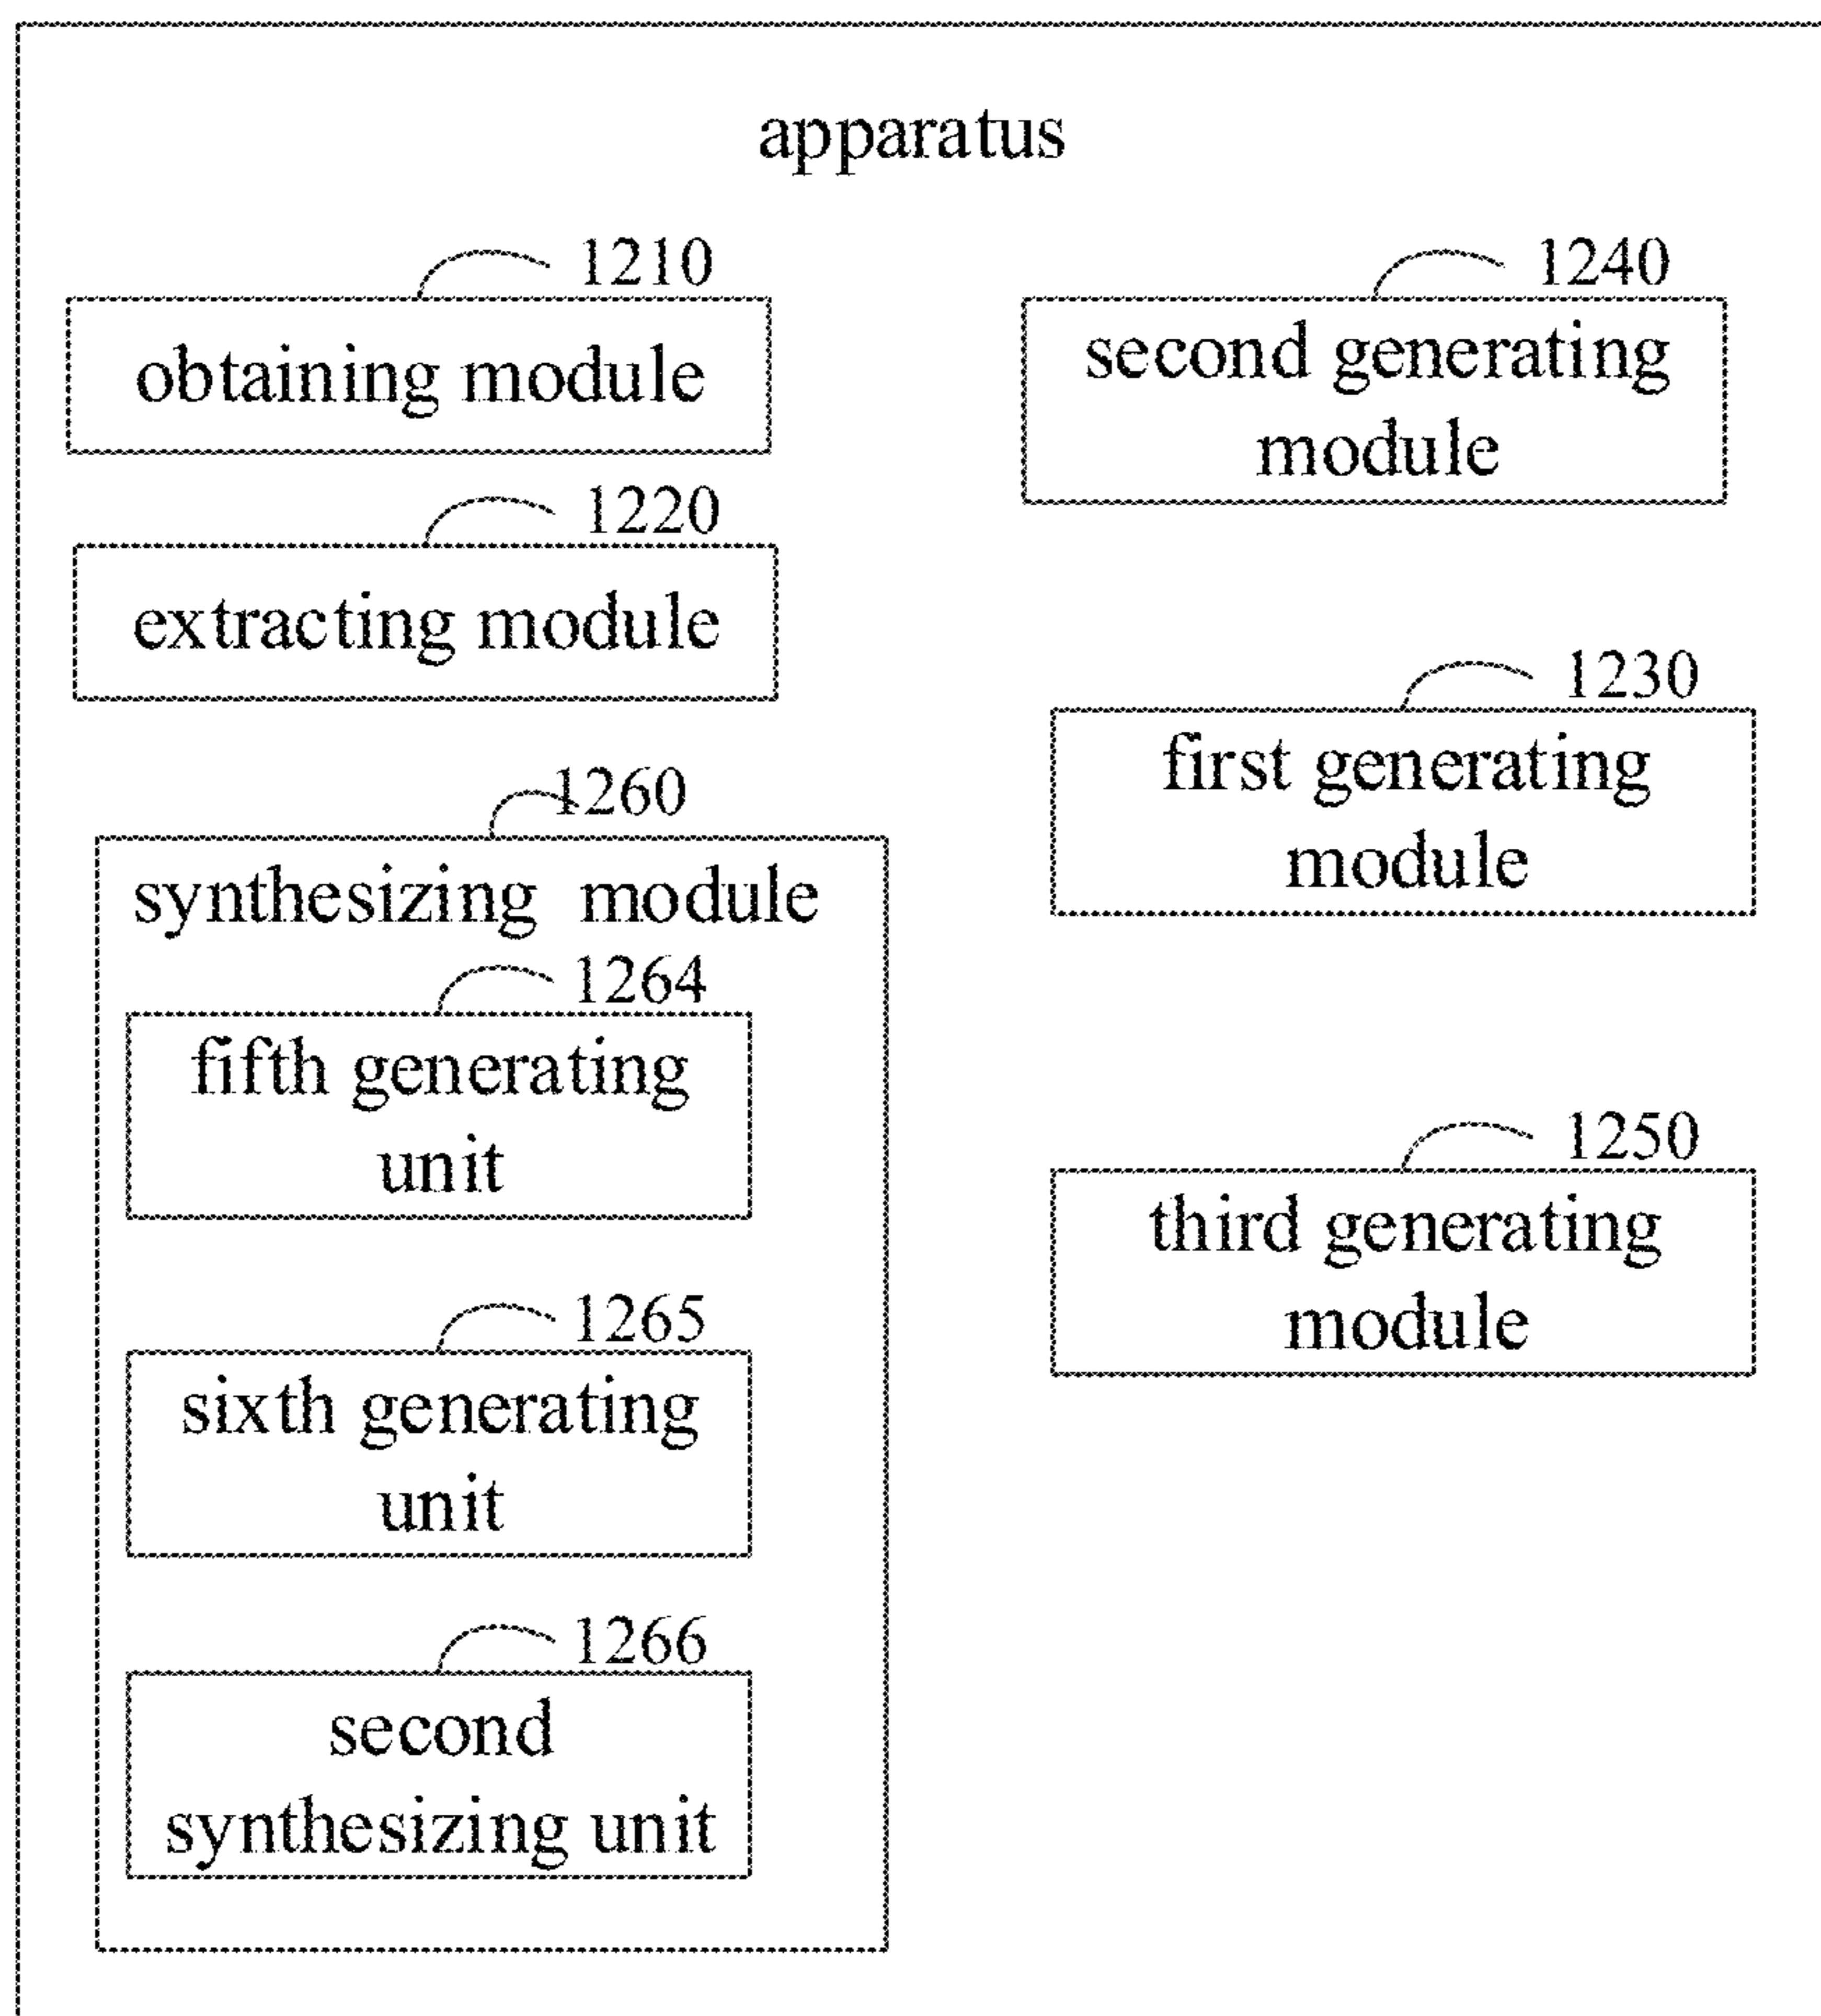 apparatus
1210
obtaining module
1220
extracting module
1260
synthesizing module
1264
fifth generating
unit
1265
sixth generating
unit
1266
second
synthesizing unit
1240
second generating
module
1230
first generating
module
1250
third generating
module